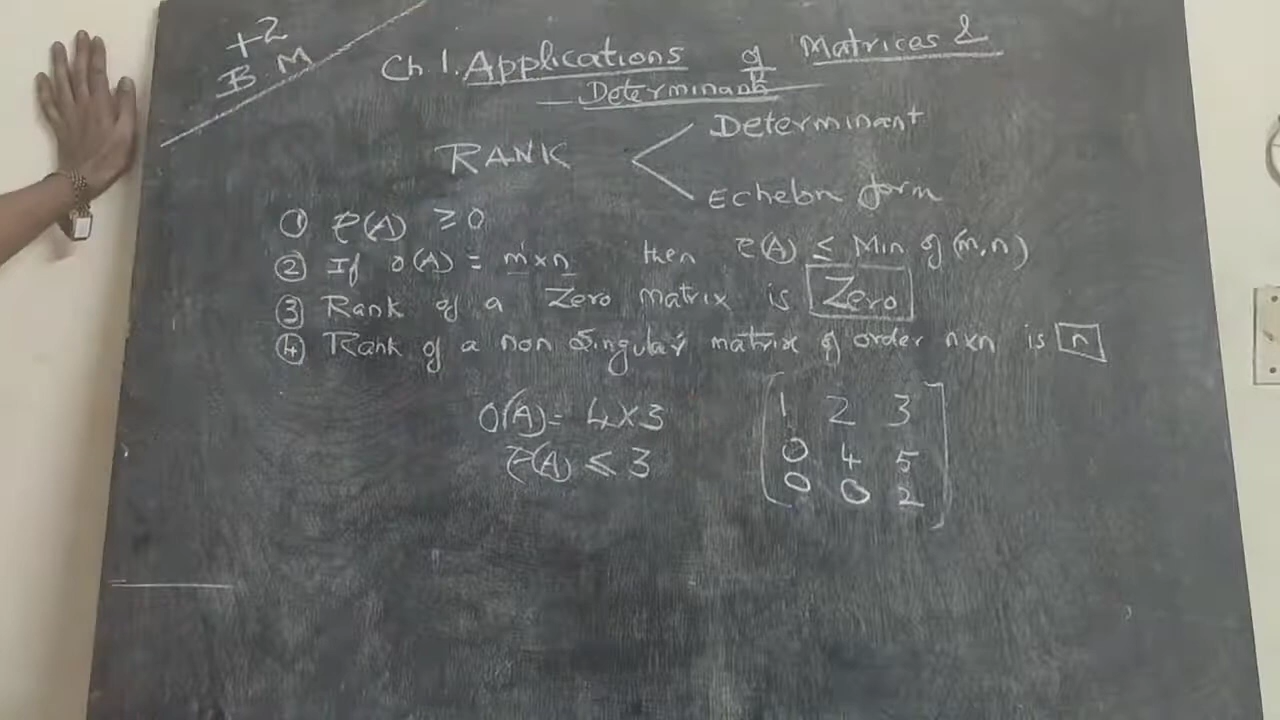 +2
B.M
Ch 1. Applications of Matrices &
Determinants
RANK < Determinant
Echelon form
① ρ(A) ≥ 0
② If O(A) = m×n then ρ(A) ≤ Min of (m,n)
③ Rank of a Zero matrix is Zero
④ Rank of a non Singular matrix of order n×n is n
O(A) = 4×3
ρ(A) ≤ 3
1 2 3
0 4 5
0 0 2